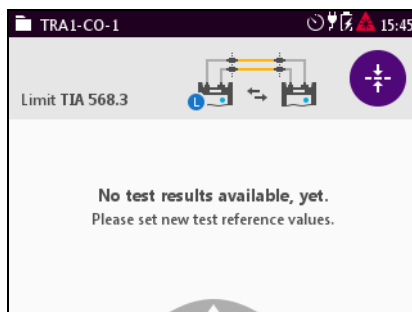 TRA1-CO-1 15:45
Limit TIA 568.3
L
No test results available, yet.
Please set new test reference values.